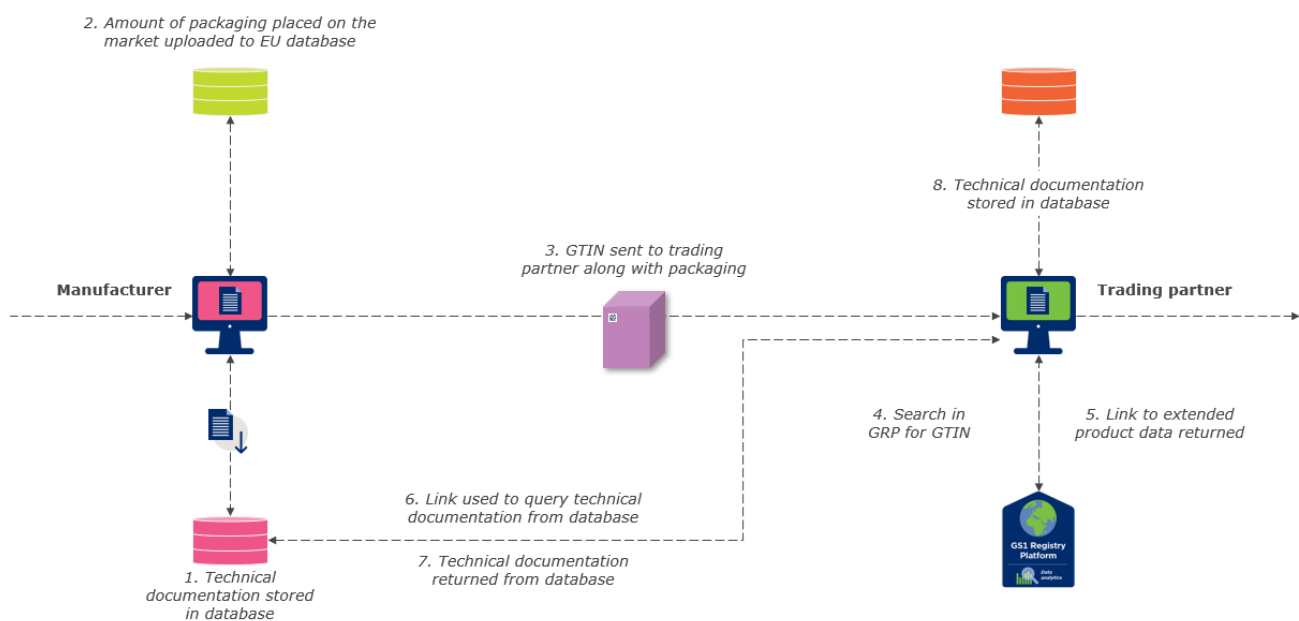 2. Amount of packaging placed on the
market uploaded to EU database
8. Technical documentation
stored in database
3. GTIN sent to trading
partner along with packaging
Manufacturer
Trading partner
4. Search in
GRP for GTIN
5. Link to extended
product data returned
6. Link used to query technical
documentation from database
7. Technical documentation
returned from database
1. Technical
documentation stored
in database
GS1 Registry
Platform
Data
analytics